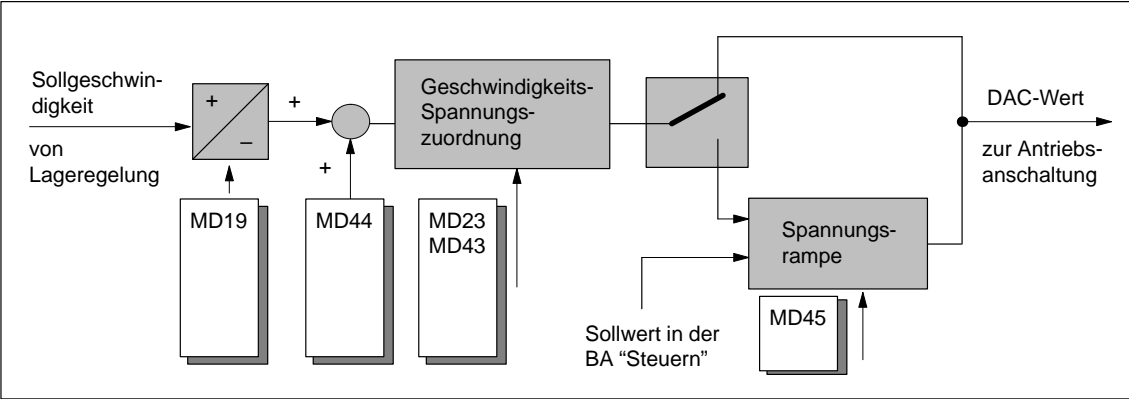 Sollgeschwin-
digkeit
von
Lageregelung
+
–
+
+
Geschwindigkeits-
Spannungs-
zuordnung
DAC-Wert
zur Antriebs-
anschaltung
MD19
MD44
MD23
MD43
Spannungs-
rampe
Sollwert in der
BA “Steuern”
MD45